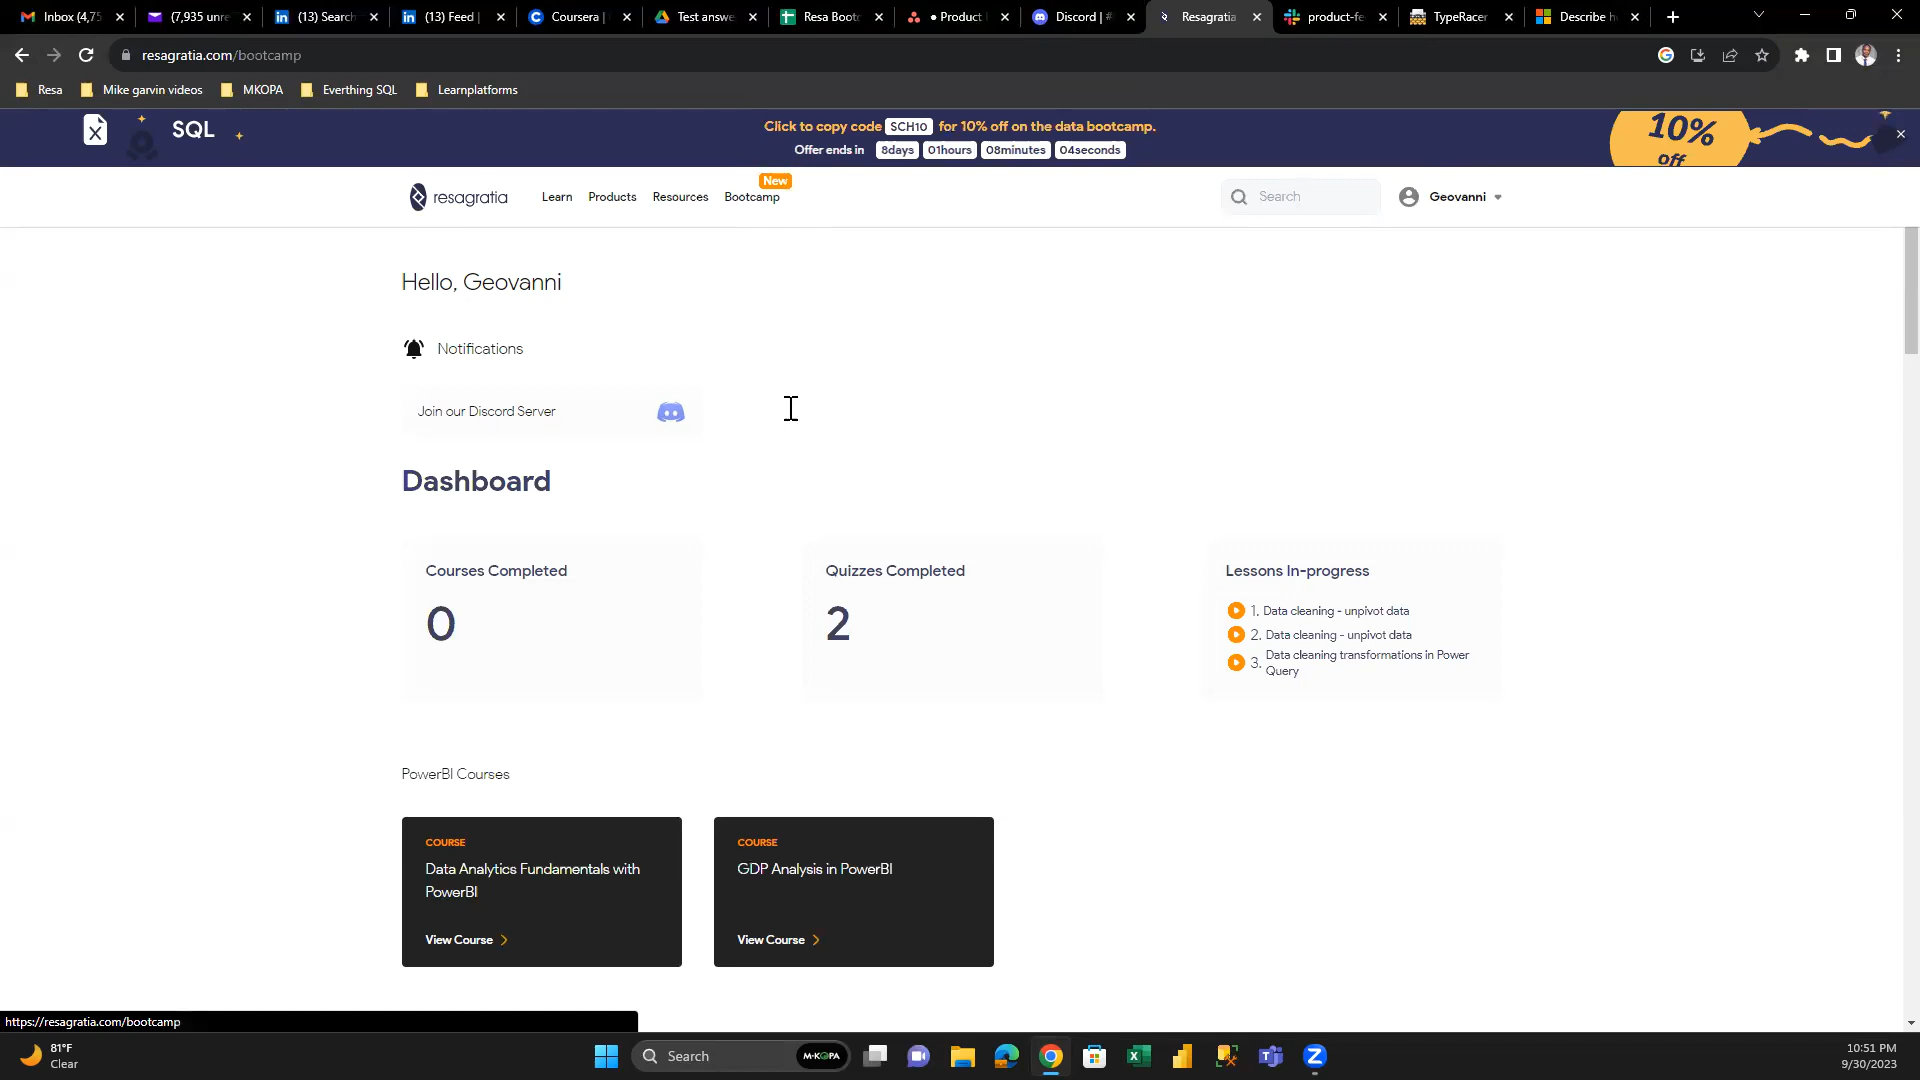 Inbox (4,75
(7,935 unre
(13) Search
(13) Feed |
Coursera |
Test answe
Resa Boot
• Product
Discord | #
Resagratia
product-fe
TypeRacer
Describe h
resagratia.com/bootcamp
Resa
Mike garvin videos
MKOPA
Everthing SQL
Learnplatforms
SQL
Click to copy code SCH10 for 10% off on the data bootcamp.
Offer ends in 8days 01hours 08minutes 04seconds
10%
off
resagratia
Learn
Products
Resources
Bootcamp
New
Search
Geovanni
Hello, Geovanni
Notifications
Join our Discord Server
Dashboard
Courses Completed
0
Quizzes Completed
2
Lessons In-progress
1. Data cleaning - unpivot data
2. Data cleaning - unpivot data
3. Data cleaning transformations in Power
Query
PowerBI Courses
COURSE
Data Analytics Fundamentals with
PowerBI
View Course
COURSE
GDP Analysis in PowerBI
View Course
https://resagratia.com/bootcamp
81°F
Clear
Search
M-KOPA
10:51 PM
9/30/2023